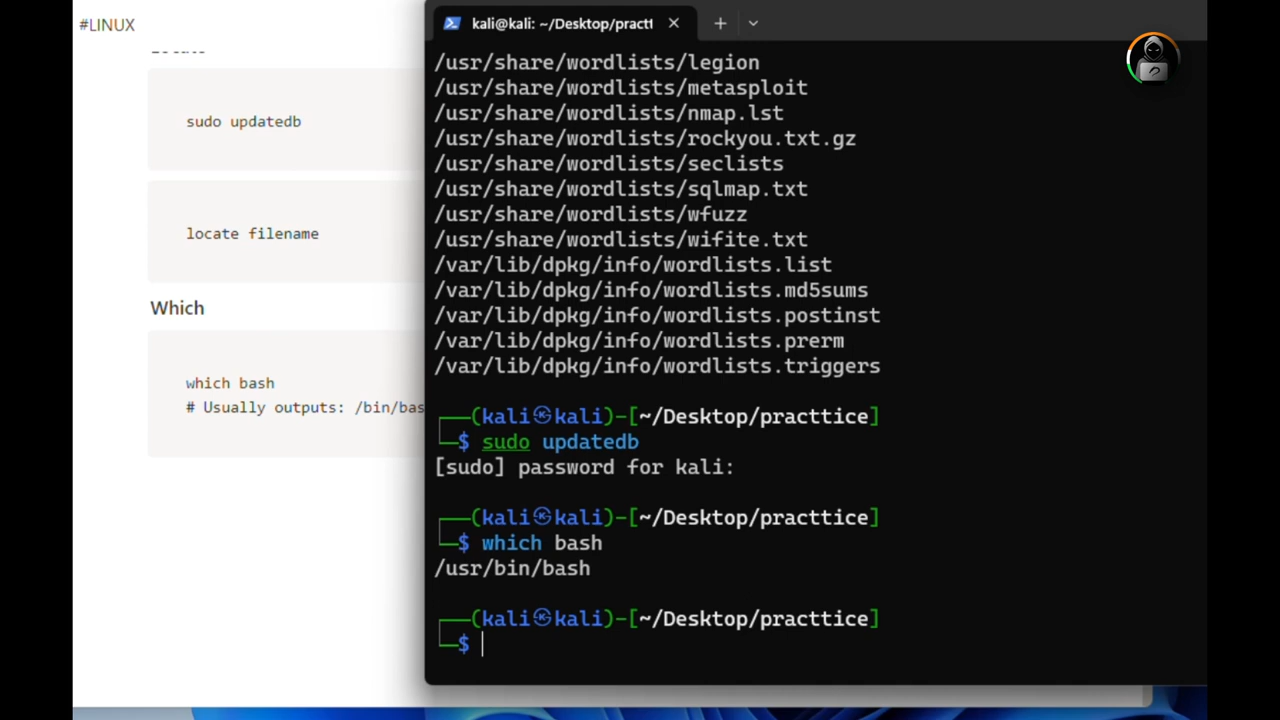 #LINUX
sudo updatedb
locate filename
Which
which bash
# Usually outputs: /bin/bas
kali@kali: ~/Desktop/pract
/usr/share/wordlists/legion
/usr/share/wordlists/metasploit
/usr/share/wordlists/nmap.lst
/usr/share/wordlists/rockyou.txt.gz
/usr/share/wordlists/seclists
/usr/share/wordlists/sqlmap.txt
/usr/share/wordlists/wfuzz
/usr/share/wordlists/wifite.txt
/var/lib/dpkg/info/wordlists.list
/var/lib/dpkg/info/wordlists.md5sums
/var/lib/dpkg/info/wordlists.postinst
/var/lib/dpkg/info/wordlists.prerm
/var/lib/dpkg/info/wordlists.triggers
┌──(kali㉿kali)-[~/Desktop/practtice]
└─$ sudo updatedb
[sudo] password for kali:
┌──(kali㉿kali)-[~/Desktop/practtice]
└─$ which bash
/usr/bin/bash
┌──(kali㉿kali)-[~/Desktop/practtice]
└─$